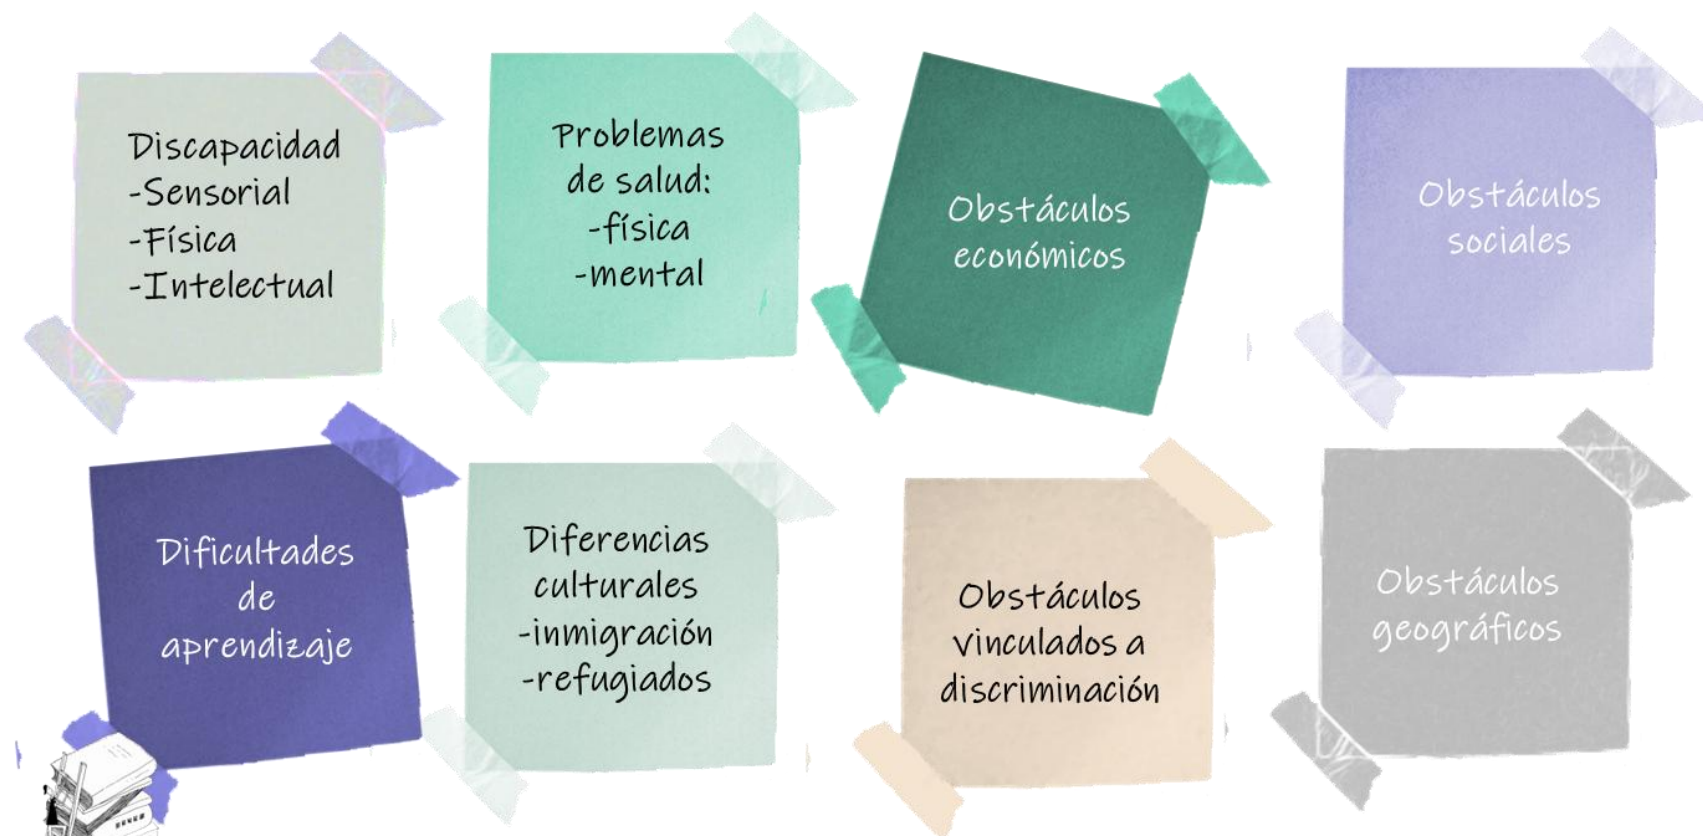 Discapacidad
-Sensorial
-Física
-Intelectual
Problemas
de salud:
-física
-mental
Obstáculos
económicos
Obstáculos
sociales
Dificultades
de
aprendizaje
Diferencias
culturales
-inmigración
-refugiados
Obstáculos
vinculados a
discriminación
Obstáculos
geográficos